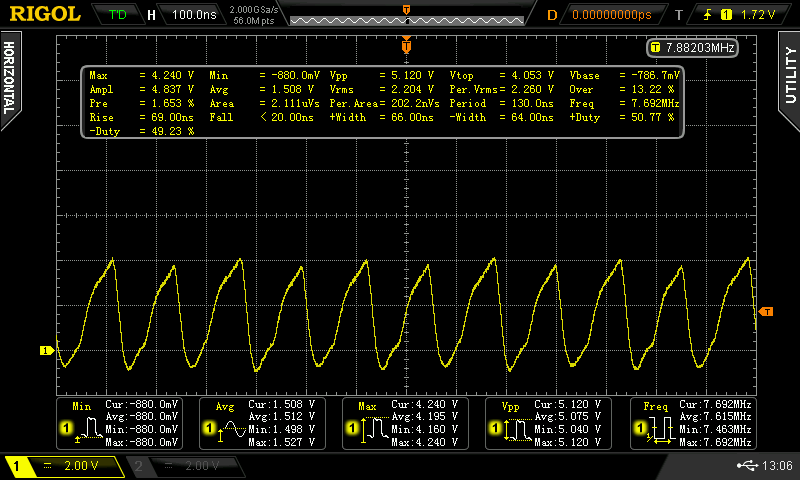 RIGOL T'D H 100.0ns 2.000GSa/s 56.0M pts T D 0.00000000ps T 1 1.72 V
HORIZONTAL
UTILITY
T
T 7.88203MHz
Max = 4.240 V Min = -880.0mV Vpp = 5.120 V Vtop = 4.053 V Vbase = -786.7mV
Ampl = 4.837 V Avg = 1.508 V Vrms = 2.204 V Per.Vrms= 2.260 V Over = 13.22 %
Pre = 1.653 % Area = 2.111uVs Per.Area= 202.2nVs Period = 130.0ns Freq = 7.692MHz
Rise = 69.00ns Fall < 20.00ns +Width = 66.00ns -Width = 64.00ns +Duty = 50.77 %
-Duty = 49.23 %
T
1
Min Cur:-880.0mV Avg Cur:1.508 V Max Cur:4.240 V Vpp Cur:5.120 V Freq Cur:7.692MHz
Avg:-880.0mV Avg:1.512 V Avg:4.195 V Avg:5.075 V Avg:7.615MHz
1 Min:-880.0mV 1 Min:1.498 V 1 Min:4.160 V 1 Min:5.040 V 1 Min:7.463MHz
Max:-880.0mV Max:1.527 V Max:4.240 V Max:5.120 V Max:7.692MHz
1 2.00 V 2 2.00 V 13:06